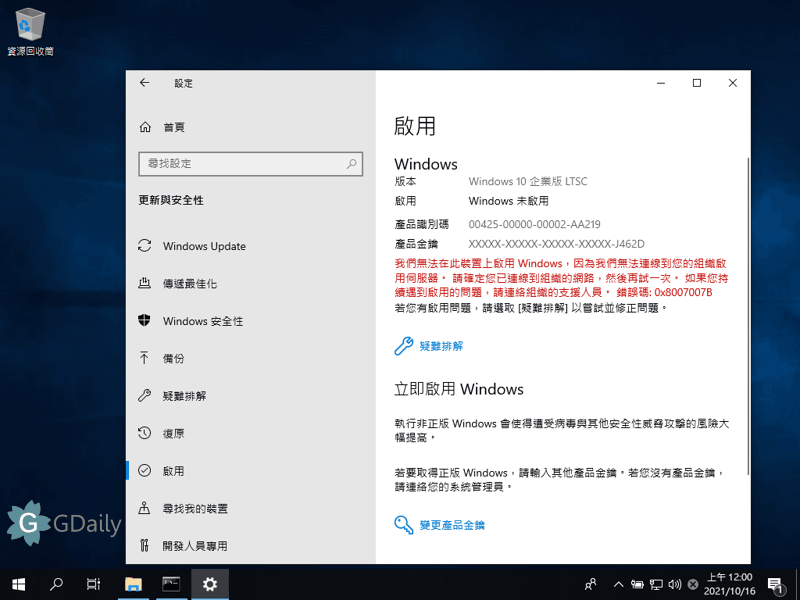 資源回收筒
設定
首頁
尋找設定
更新與安全性
Windows Update
傳遞最佳化
Windows 安全性
備份
疑難排解
復原
啟用
尋找我的裝置
開發人員專用
啟用
Windows
版本 Windows 10 企業版 LTSC
啟用 Windows 未啟用
產品識別碼 00425-00000-00002-AA219
產品金鑰 XXXXX-XXXXX-XXXXX-XXXXX-J462D
我們無法在此裝置上啟用 Windows，因為我們無法連線到您的組織啟
用伺服器。 請確定您已連線到組織的網路，然後再試一次。 如果您持
續遇到啟用的問題，請連絡組織的支援人員。 錯誤碼: 0x8007007B
若您有啟用問題，請選取 [疑難排解] 以嘗試並修正問題。
疑難排解
立即啟用 Windows
執行非正版 Windows 會使得遭受病毒與其他安全性威脅攻擊的風險大
幅提高。
若要取得正版 Windows，請輸入其他產品金鑰。若您沒有產品金鑰，
請連絡您的系統管理員。
變更產品金鑰
G GDaily
上午 12:00
2021/10/16
1